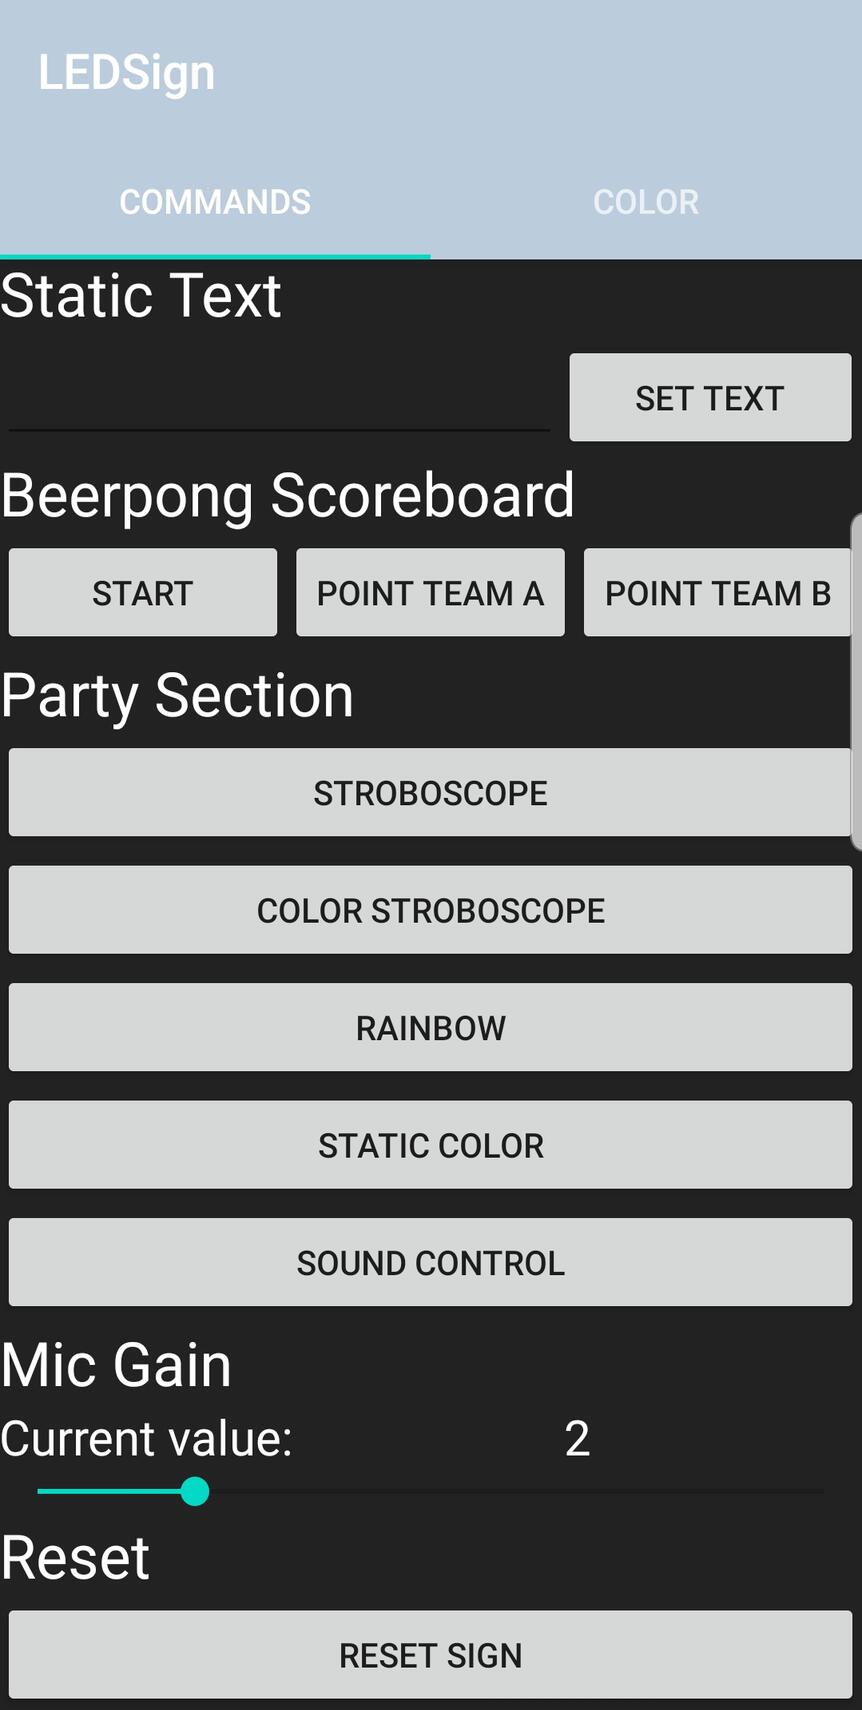 LEDSign
COMMANDS COLOR
Static Text
SET TEXT
Beerpong Scoreboard
START POINT TEAM A POINT TEAM B
Party Section
STROBOSCOPE
COLOR STROBOSCOPE
RAINBOW
STATIC COLOR
SOUND CONTROL
Mic Gain
Current value: 2
Reset
RESET SIGN